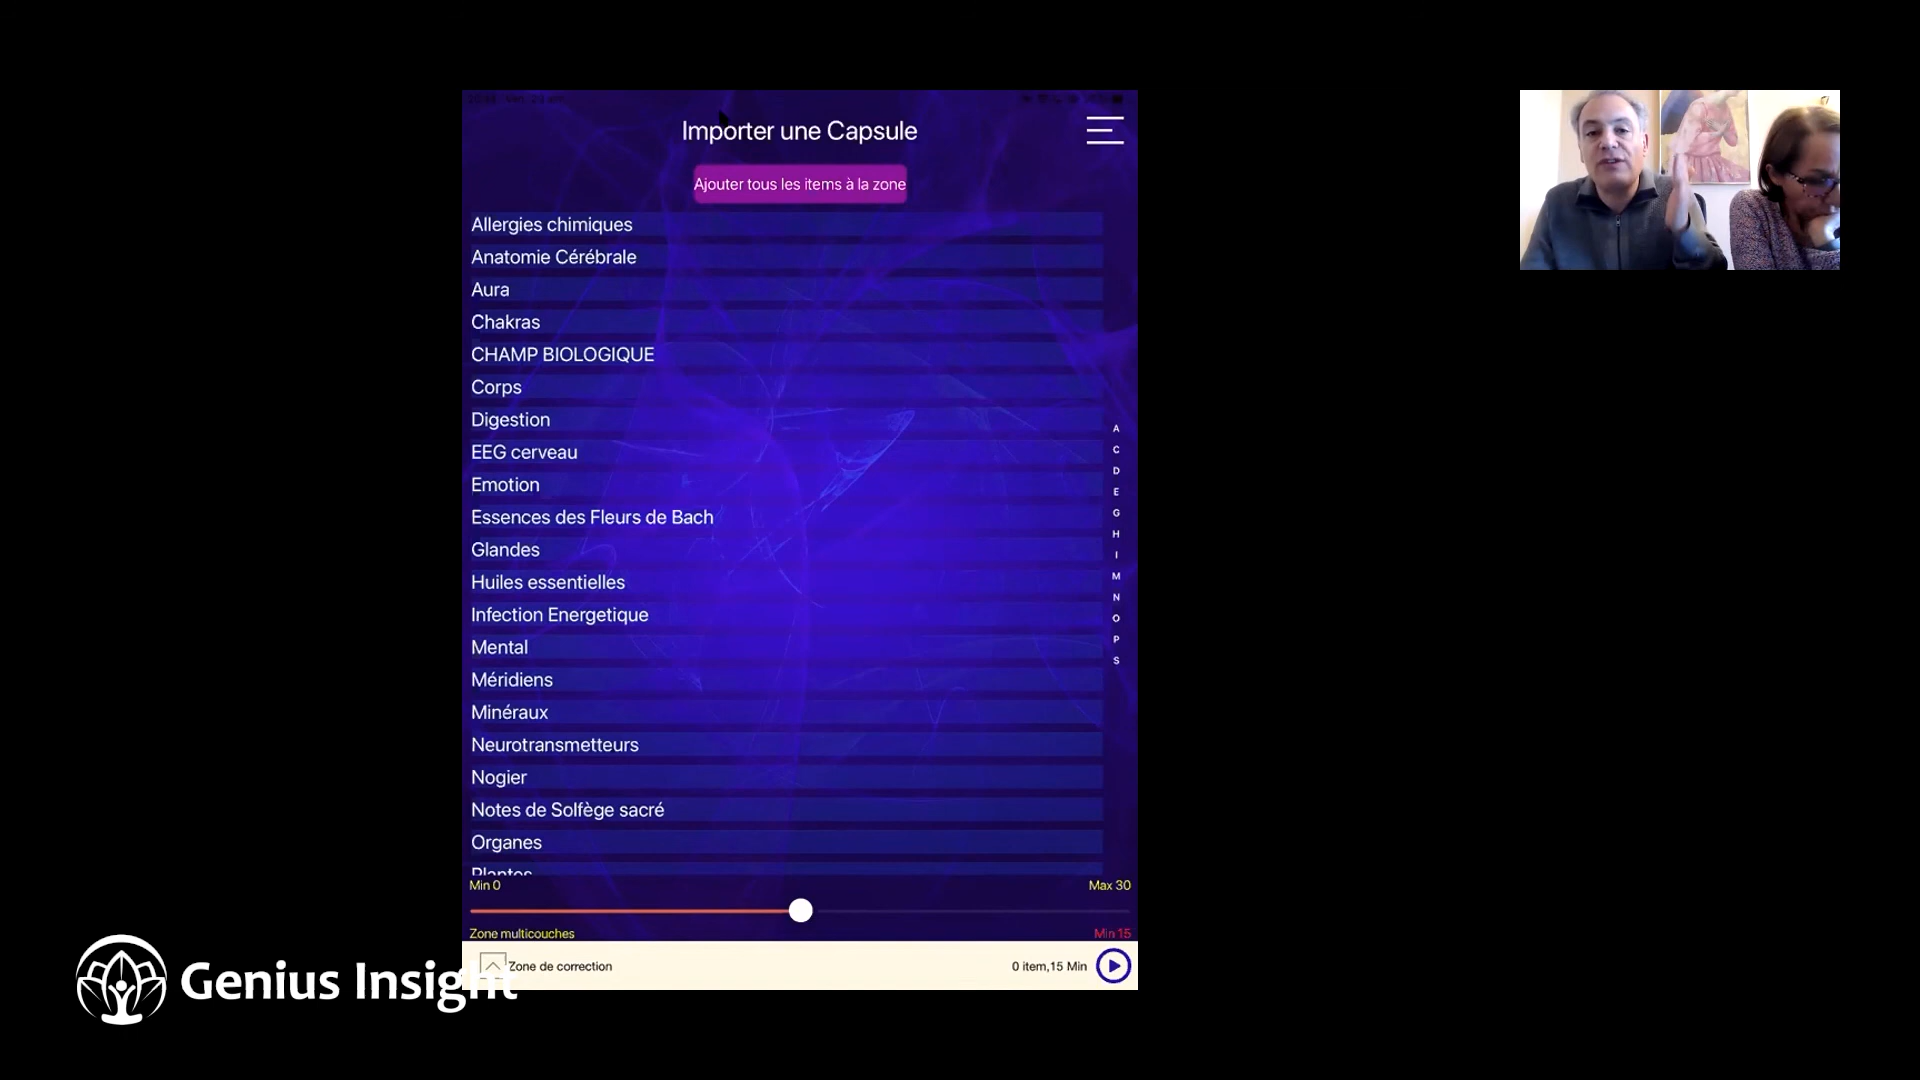 Importer une Capsule
Ajouter tous les items à la zone
Allergies chimiques
Anatomie Cérébrale
Aura
Chakras
CHAMP BIOLOGIQUE
Corps
Digestion
EEG cerveau
Emotion
Essences des Fleurs de Bach
Glandes
Huiles essentielles
Infection Energetique
Mental
Méridiens
Minéraux
Neurotransmetteurs
Nogier
Notes de Solfège sacré
Organes
Plantes
A
C
D
E
G
H
I
M
N
O
P
S
Min 0 Max 30
Zone multicouches Min 15
Zone de correction 0 item,15 Min
Genius Insight